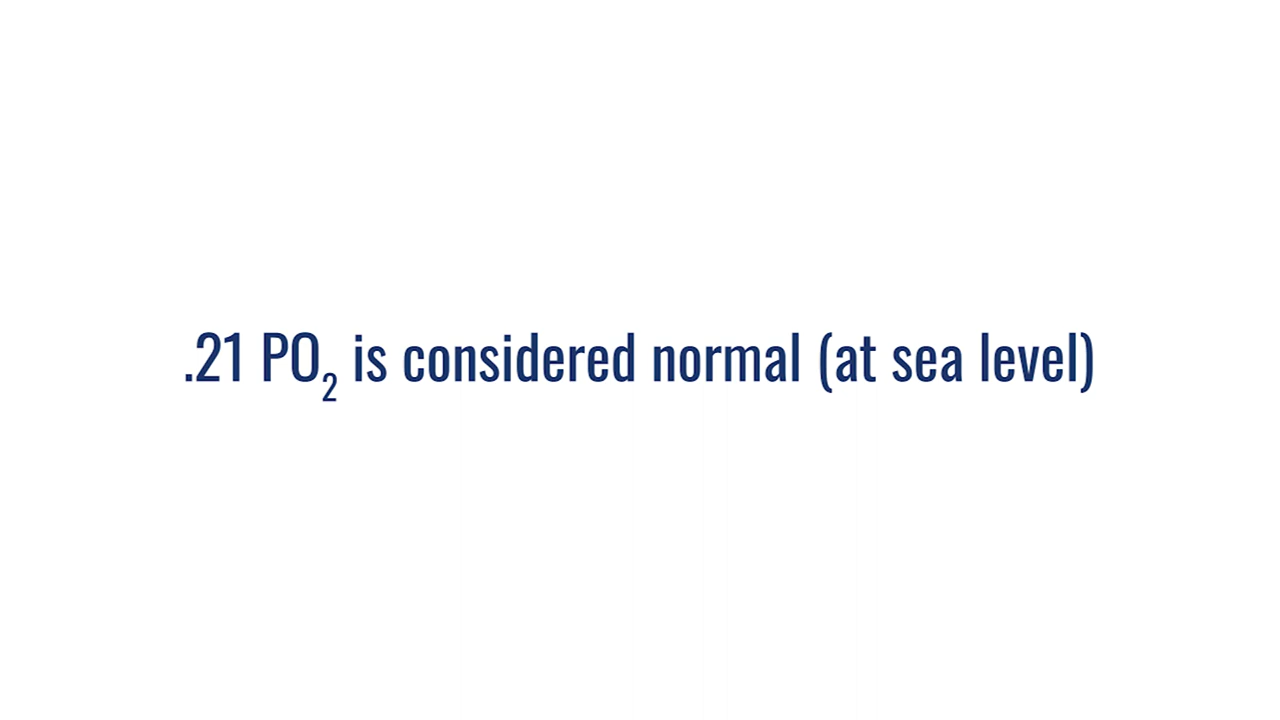 .21 PO₂ is considered normal (at sea level)